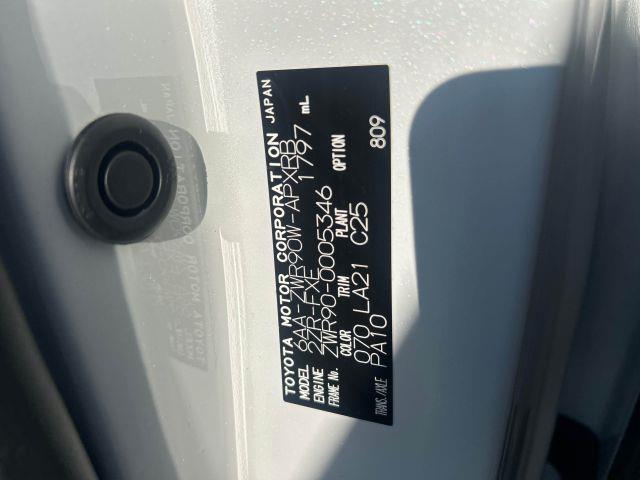 TOYOTA MOTOR CORPORATION JAPAN
MODEL 6AA-ZWR90W-APXRB
ENGINE 2ZR-FXE 1797 mL
FRAME No. ZWR90-0005346
COLOR TRIM PLANT OPTION
070 LA21 C25 809
TRANS./AXLE PA10